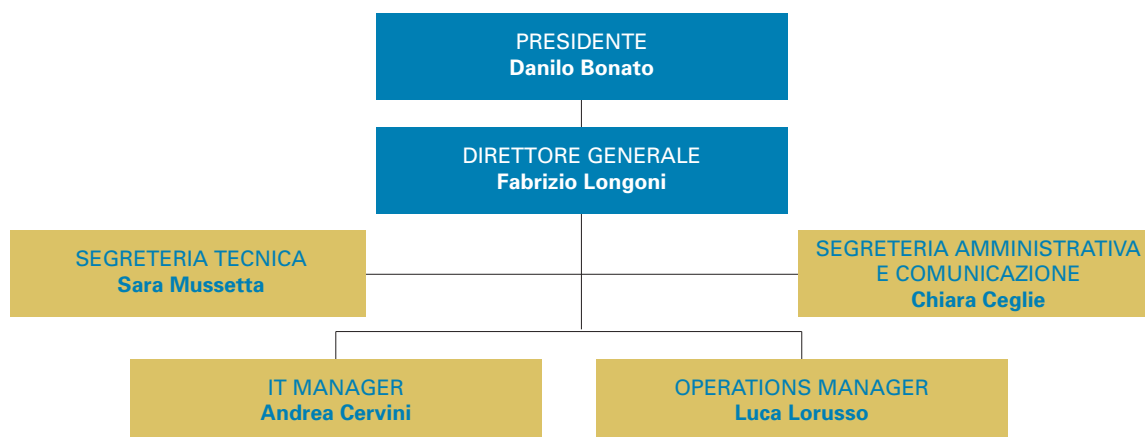 PRESIDENTE
Danilo Bonato
DIRETTORE GENERALE
Fabrizio Longoni
SEGRETERIA TECNICA
Sara Mussetta
SEGRETERIA AMMINISTRATIVA
E COMUNICAZIONE
Chiara Ceglie
IT MANAGER
Andrea Cervini
OPERATIONS MANAGER
Luca Lorusso